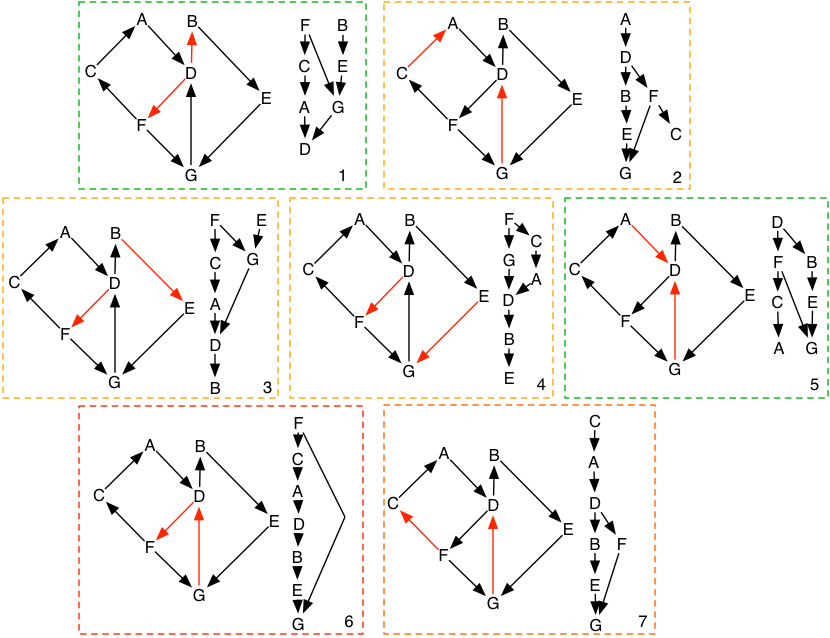 A B F B
C D C E
E A G
F D
G 1
A B A
C D D
E B F
F E C
G G 2
A B F E
C D G
E C
F A
G D
B 3
A B F
C D G C
E D A
F B
G E 4
A B D
C D F B
E C E
F A G
G 5
A B F
C D C
E A
F D
G B
E
G 6
A B C
C D A
E D
F B F
G E
G 7